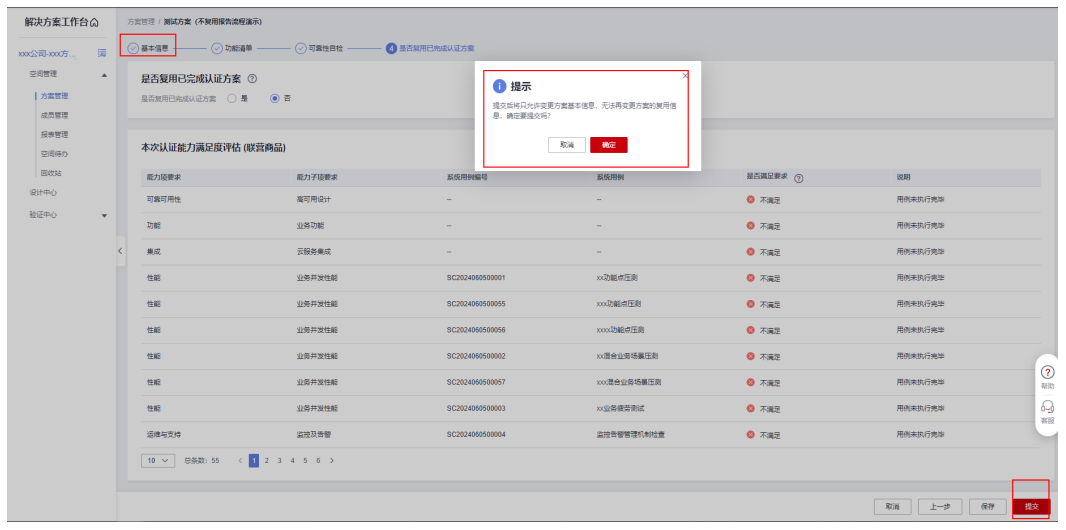 解决方案工作台
xxx公司-xxx方...
空间管理
方案管理
成员管理
报表管理
空间待办
回收站
设计中心
验证中心
方案管理 / 测试方案（不复用报告流程演示）
基本信息
功能清单
可靠性自检
4 是否复用已完成认证方案
是否复用已完成认证方案
是否复用已完成认证方案 是 否
提示
提交后将只允许变更方案基本信息、无法再变更方案的复用信
息、确定要提交吗?
取消 确定
本次认证能力满足度评估 (联营商品)
能力项要求 能力子项要求 系统用例编号 系统用例 是否满足要求 说明
可靠可用性 高可用设计 -- -- 不满足 用例未执行完毕
功能 业务功能 -- -- 不满足 用例未执行完毕
集成 云服务集成 -- -- 不满足 用例未执行完毕
性能 业务并发性能 SC2024060500001 xx功能点压测 不满足 用例未执行完毕
性能 业务并发性能 SC2024060500055 xxx功能点压测 不满足 用例未执行完毕
性能 业务并发性能 SC2024060500056 xxxx功能点压测 不满足 用例未执行完毕
性能 业务并发性能 SC2024060500002 xx混合业务场景压测 不满足 用例未执行完毕
性能 业务并发性能 SC2024060500057 xxx混合业务场景压测 不满足 用例未执行完毕
性能 业务并发性能 SC2024060500003 xx业务疲劳测试 不满足 用例未执行完毕
运维与支持 监控及告警 SC2024060500004 监控告警管理机制检查 不满足 用例未执行完毕
10 总条数: 55 < 1 2 3 4 5 6 >
帮助
客服
取消 上一步 保存 提交